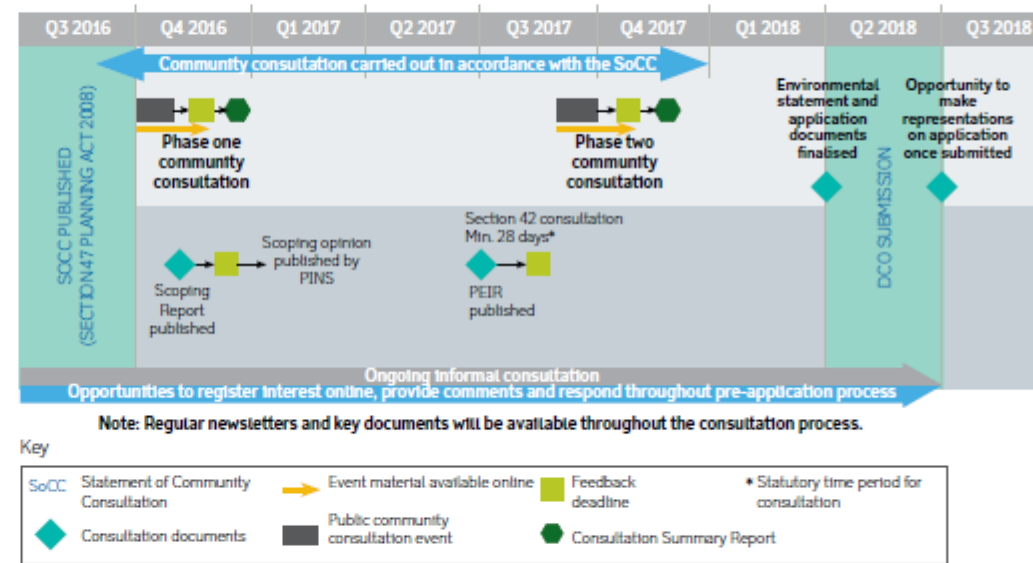 Q3 2016 Q4 2016 Q1 2017 Q2 2017 Q3 2017 Q4 2017 Q1 2018 Q2 2018 Q3 2018
Community consultation carried out in accordance with the SoCC
SOCC PUBLISHED
(SECTION 47 PLANNING ACT 2008)
Phase one
community
consultation
Phase two
community
consultation
Environmental
statement and
application
documents
finalised
Opportunity to
make
representations
on application
once submitted
DCO SUBMISSION
Scoping
Report
published
Scoping opinion
published by
PINS
Section 42 consultation
Min. 28 days*
PEIR
published
Ongoing informal consultation
Opportunities to register interest online, provide comments and respond throughout pre-application process
Note: Regular newsletters and key documents will be available throughout the consultation process.
Key
SoCC Statement of Community
Consultation
Consultation documents
Event material available online
Public community
consultation event
Feedback
deadline
Consultation Summary Report
* Statutory time period for
consultation